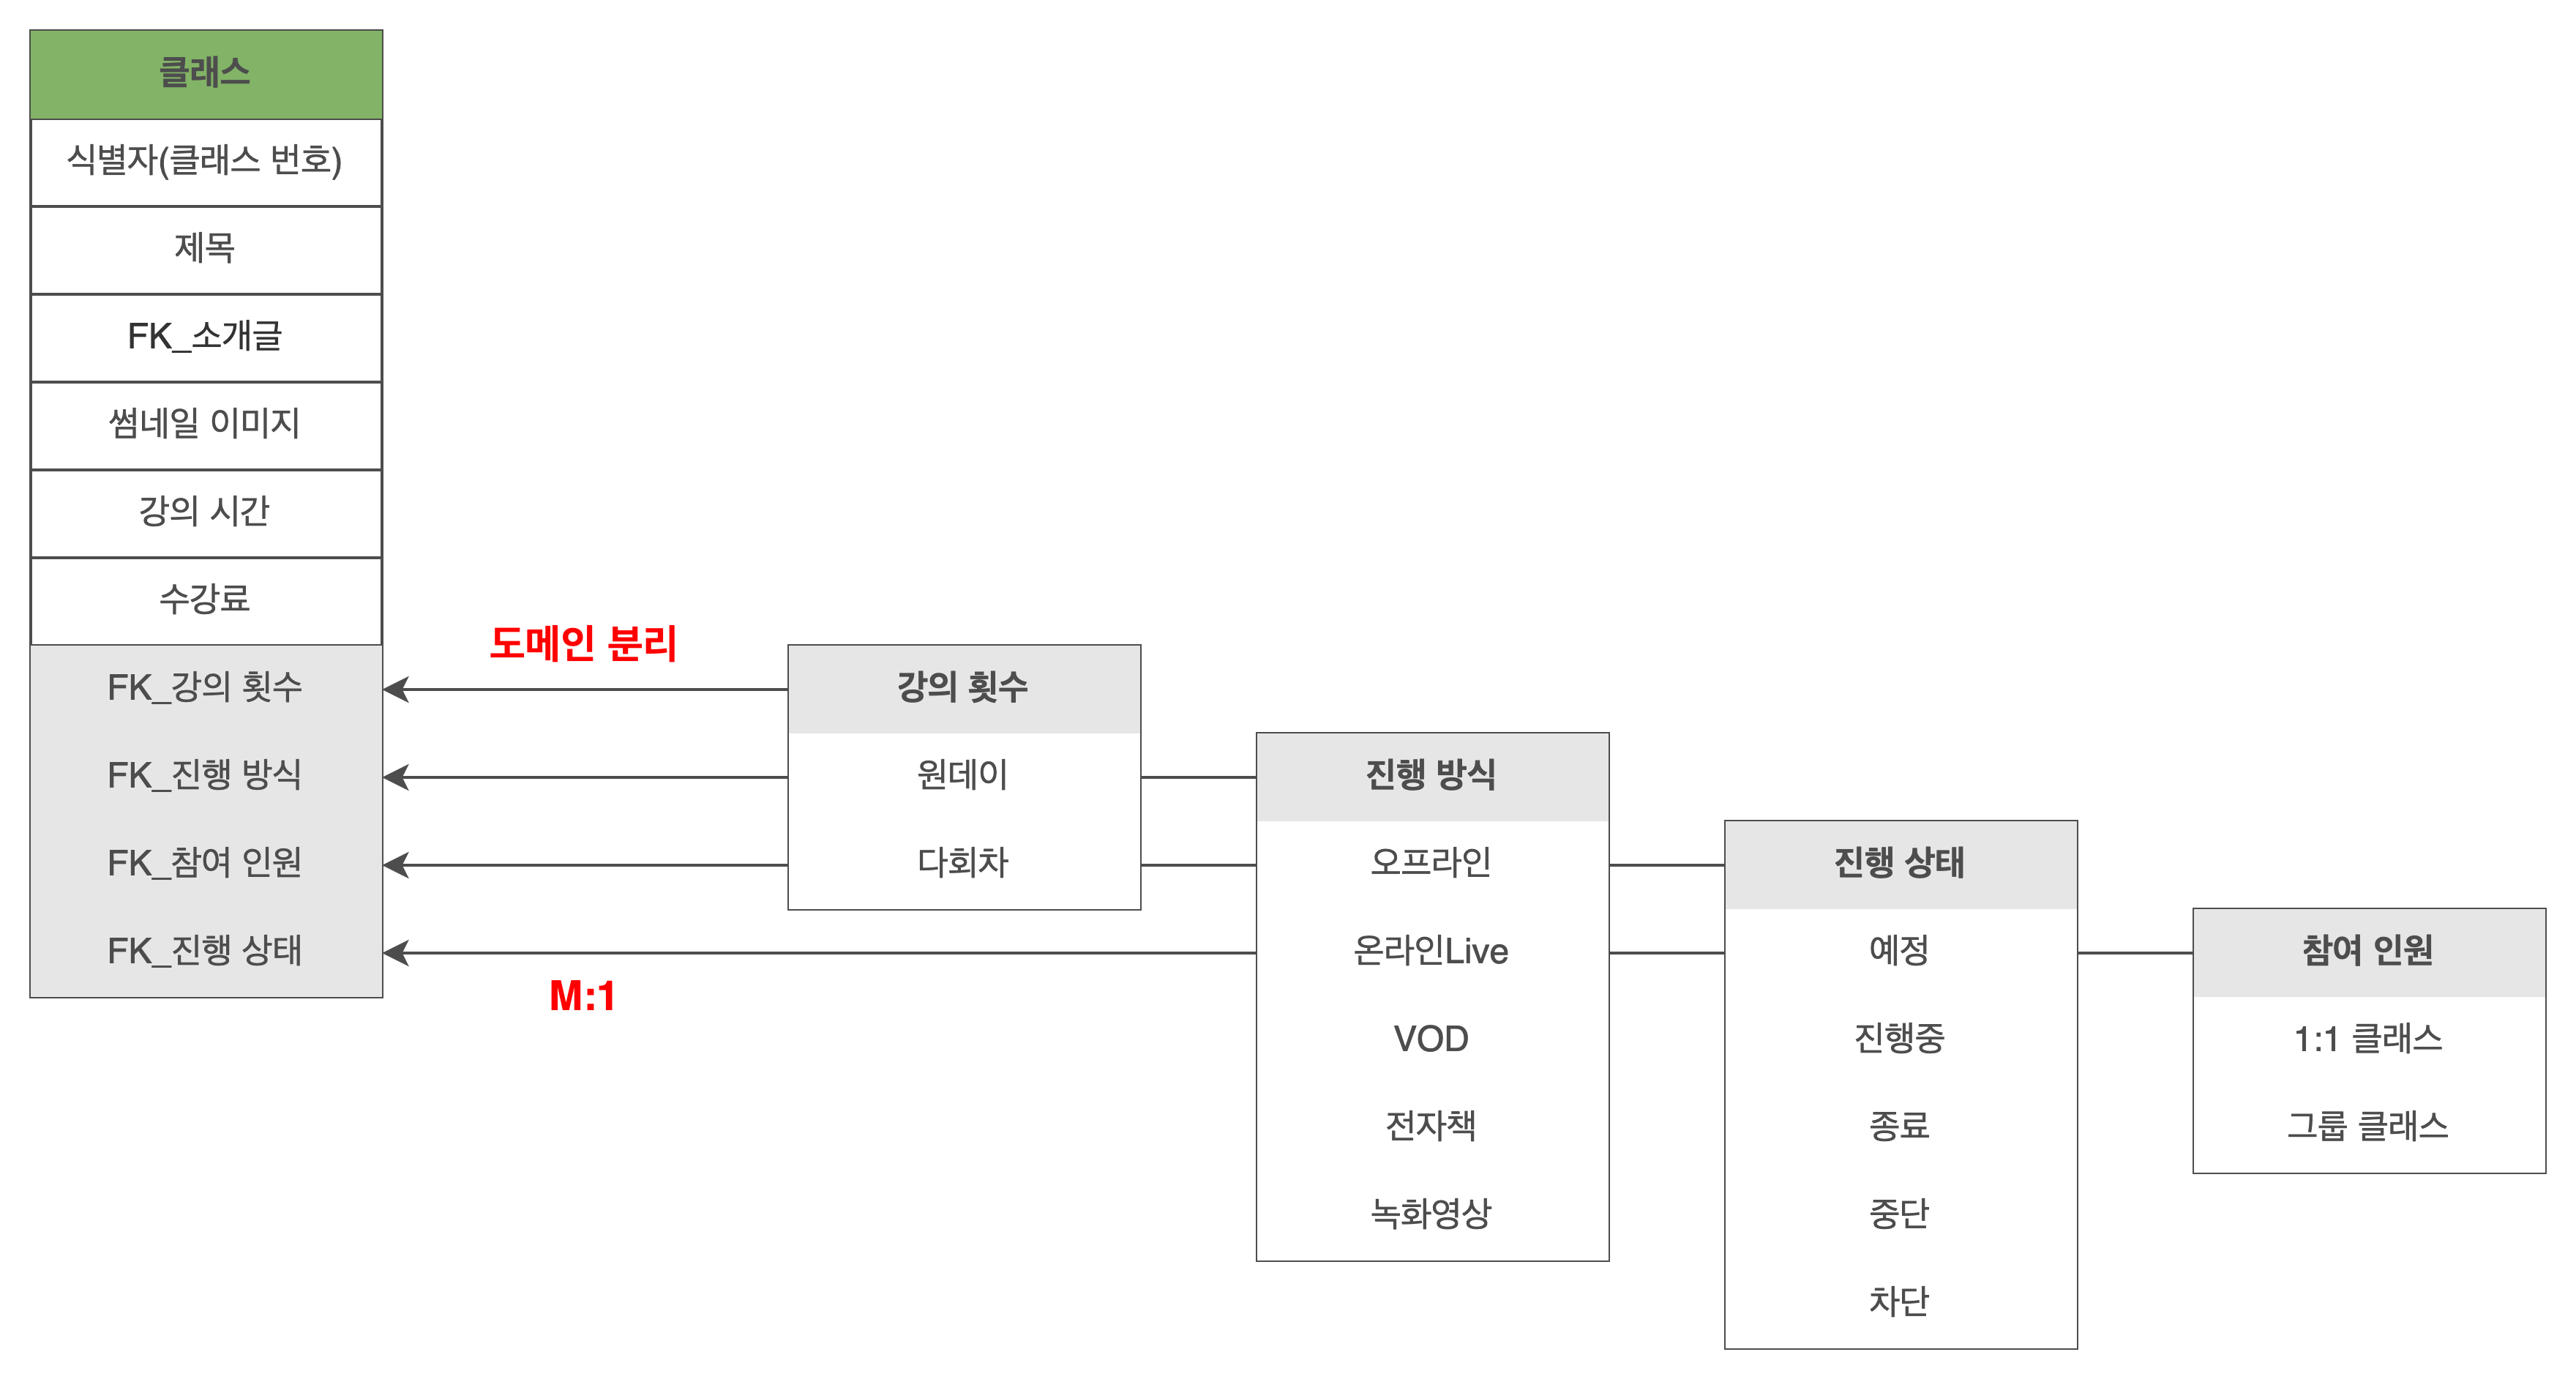 클래스
식별자(클래스 번호)
제목
FK_소개글
썸네일 이미지
강의 시간
수강료
FK_강의 횟수
FK_진행 방식
FK_참여 인원
FK_진행 상태
도메인 분리
M:1
강의 횟수
원데이
다회차
진행 방식
오프라인
온라인Live
VOD
전자책
녹화영상
진행 상태
예정
진행중
종료
중단
차단
참여 인원
1:1 클래스
그룹 클래스